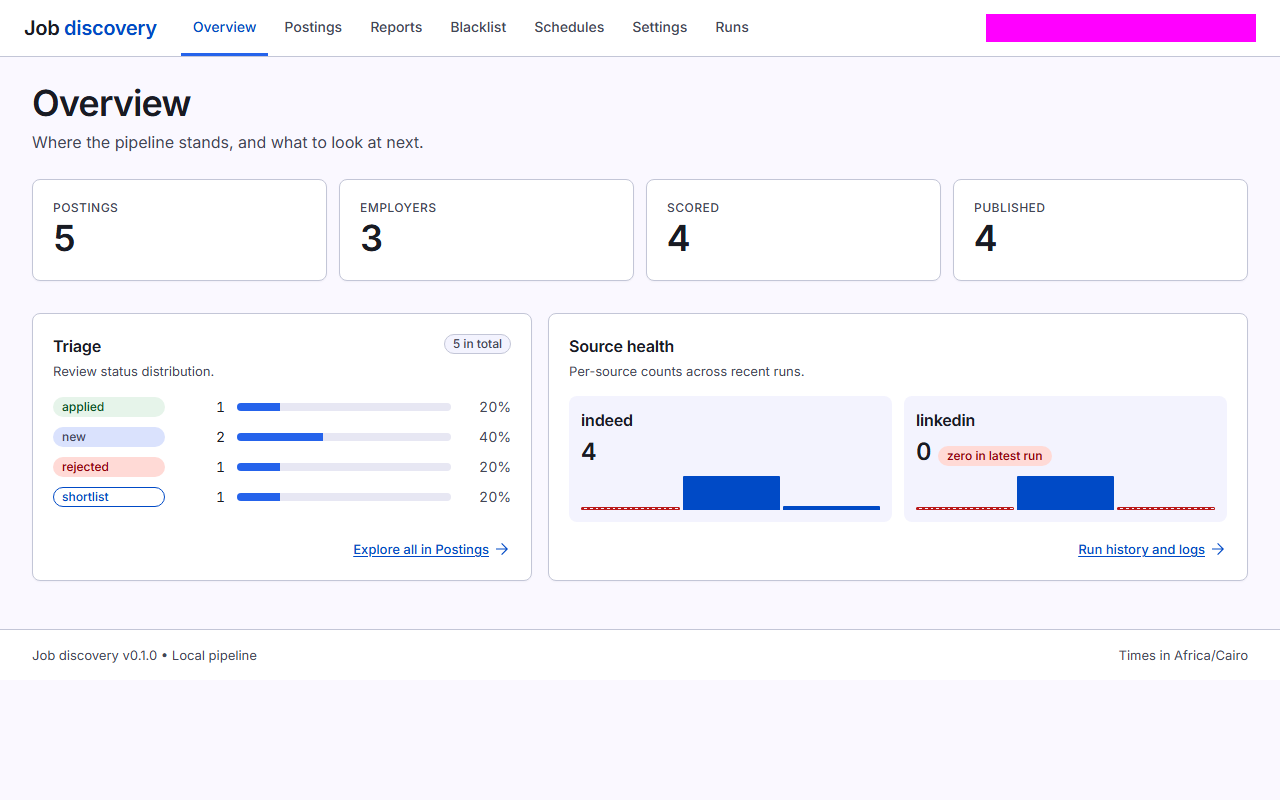 Job discovery
Overview
Postings
Reports
Blacklist
Schedules
Settings
Runs
Overview
Where the pipeline stands, and what to look at next.
POSTINGS
5
EMPLOYERS
3
SCORED
4
PUBLISHED
4
Triage
5 in total
Review status distribution.
applied 1 20%
new 2 40%
rejected 1 20%
shortlist 1 20%
Explore all in Postings →
Source health
Per-source counts across recent runs.
indeed
4
linkedin
0 zero in latest run
Run history and logs →
Job discovery v0.1.0 • Local pipeline
Times in Africa/Cairo